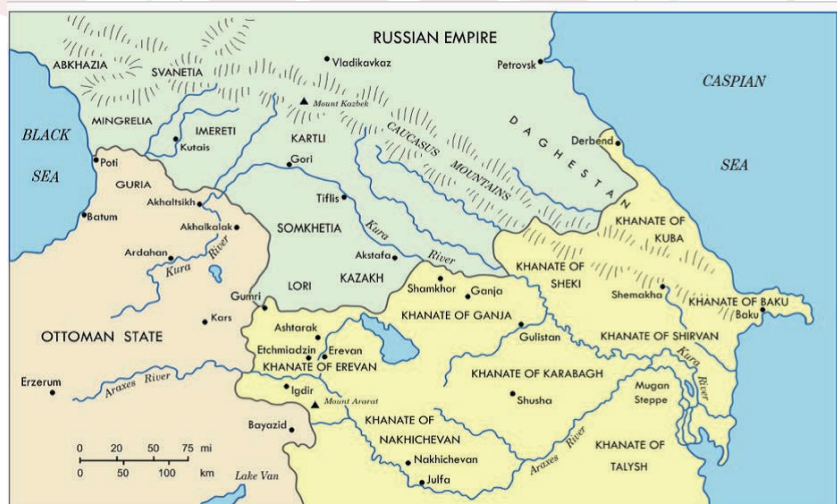 RUSSIAN EMPIRE
ABKHAZIA
SVANETIA
Vladikavkaz
Petrovsk
CASPIAN
SEA
Mount Kazbek
MINGRELIA
IMERETI
Kutais
KARTLI
Gori
CAUCASUS MOUNTAINS
DAGHESTAN
Derbend
BLACK
SEA
Poti
GURIA
Akhaltsikh
Tiflis
Batum
Akhalkalak
SOMKHETIA
Kura River
KHANATE OF
KUBA
Ardahan
Kura River
Akstafa
KAZAKH
LORI
KHANATE OF
SHEKI
Shamkhor
Ganja
Shemakha
KHANATE OF BAKU
Baku
Gumri
KHANATE OF GANJA
Kars
Ashtarak
Gulistan
KHANATE OF SHIRVAN
OTTOMAN STATE
Etchmiadzin
Erevan
KHANATE OF EREVAN
Kura River
KHANATE OF KARABAGH
Erzerum
Araxes River
Igdir
Mount Ararat
Shusha
Mugan
Steppe
Bayazid
KHANATE OF
NAKHICHEVAN
Araxes River
KHANATE OF
TALYSH
0 20 50 75 mi
0 50 100 km
Nakhichevan
Julfa
Lake Van